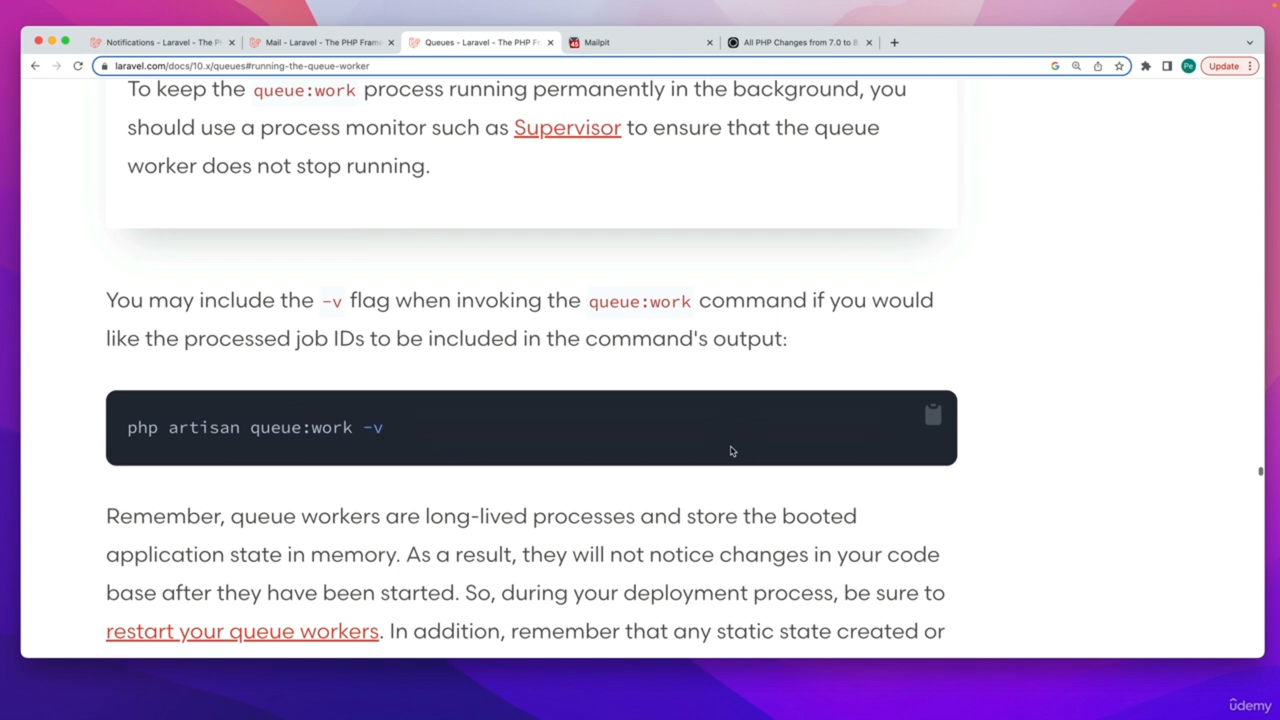 Notifications - Laravel - The P
Mail - Laravel - The PHP Frame
Queues - Laravel - The PHP F
45
Mailpit
All PHP Changes from 7.0 to 8
laravel.com/docs/10.x/queues#running-the-queue-worker
G
Pe
Update
To keep the queue:work process running permanently in the background, you
should use a process monitor such as Supervisor to ensure that the queue
worker does not stop running.
You may include the -v flag when invoking the queue:work command if you would
like the processed job IDs to be included in the command's output:
php artisan queue:work -v
Remember, queue workers are long-lived processes and store the booted
application state in memory. As a result, they will not notice changes in your code
base after they have been started. So, during your deployment process, be sure to
restart your queue workers. In addition, remember that any static state created or
ûdemy